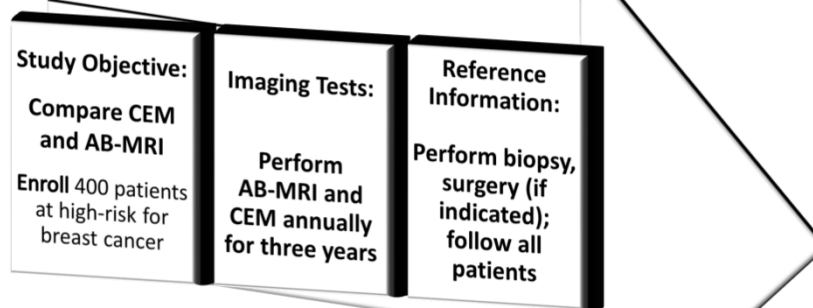 Study Objective:
Compare CEM
and AB-MRI
Enroll 400 patients
at high-risk for
breast cancer
Imaging Tests:
Perform
AB-MRI and
CEM annually
for three years
Reference
Information:
Perform biopsy,
surgery (if
indicated);
follow all
patients